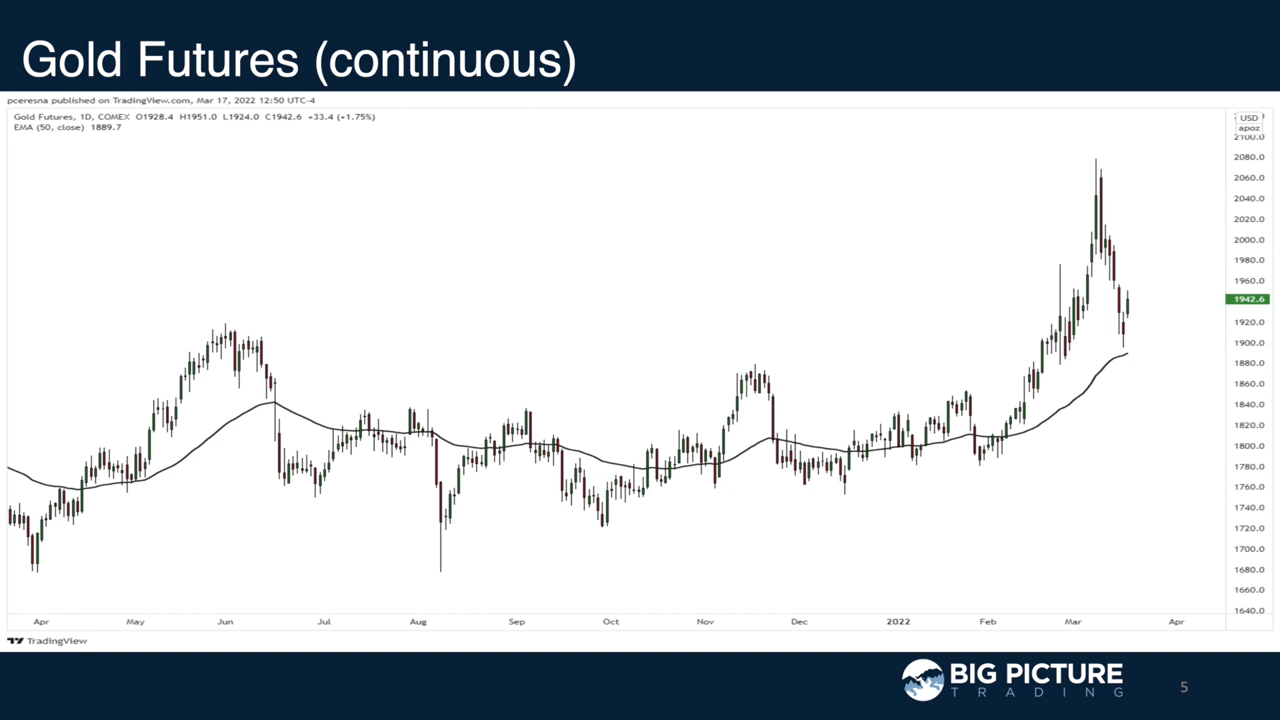 Gold Futures (continuous)
pceresna published on TradingView.com, Mar 17, 2022 12:50 UTC-4
Gold Futures, 1D, COMEX O1928.4 H1951.0 L1924.0 C1942.6 +33.4 (+1.75%)
EMA (50, close) 1889.7
USD
apoz
2100.0
2080.0
2060.0
2040.0
2020.0
2000.0
1980.0
1960.0
1942.6
1920.0
1900.0
1880.0
1860.0
1840.0
1820.0
1800.0
1780.0
1760.0
1740.0
1720.0
1700.0
1680.0
1660.0
1640.0
Apr May Jun Jul Aug Sep Oct Nov Dec 2022 Feb Mar Apr
TradingView
BIG PICTURE
TRADING
5